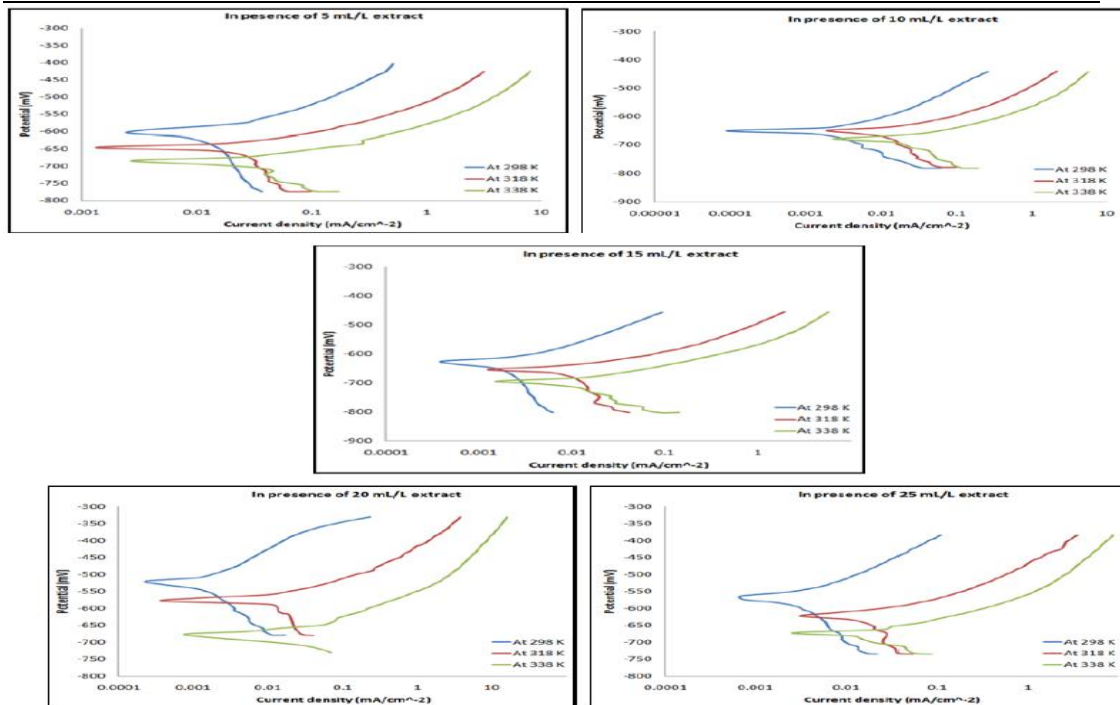 In pesence of 5 mL/L extract
-300
-350
-400
-450
-500
-550
-600
-650
-700
-750
-800
Potential(mV)
At 298 K
At 318 K
At 338 K
0.001
0.01
0.1
1
10
Current density (mA/cm^-2)
In presence of 10 mL/L extract
-300
-400
-500
-600
-700
-800
-900
Potential(mV)
At 298 K
At 318 K
At 338 K
0.00001
0.0001
0.001
0.01
0.1
1
10
Current density (mA/cm^-2)
In presence of 15 mL/L extract
-300
-400
-500
-600
-700
-800
-900
Potential(mV)
At 298 K
At 318 K
At 338 K
0.0001
0.001
0.01
0.1
1
Current density (mA/cm^-2)
In presence of 20 mL/L extract
-300
-350
-400
-450
-500
-550
-600
-650
-700
-750
-800
Potential(mV)
At 298 K
At 318 K
At 338 K
0.0001
0.001
0.01
0.1
1
10
Current density (mA/cm^-2)
In presence of 25 mL/L extract
-300
-350
-400
-450
-500
-550
-600
-650
-700
-750
-800
Potential(mV)
At 298 K
At 318 K
At 338 K
0.0001
0.001
0.01
0.1
1
Current density (mA/cm^-2)